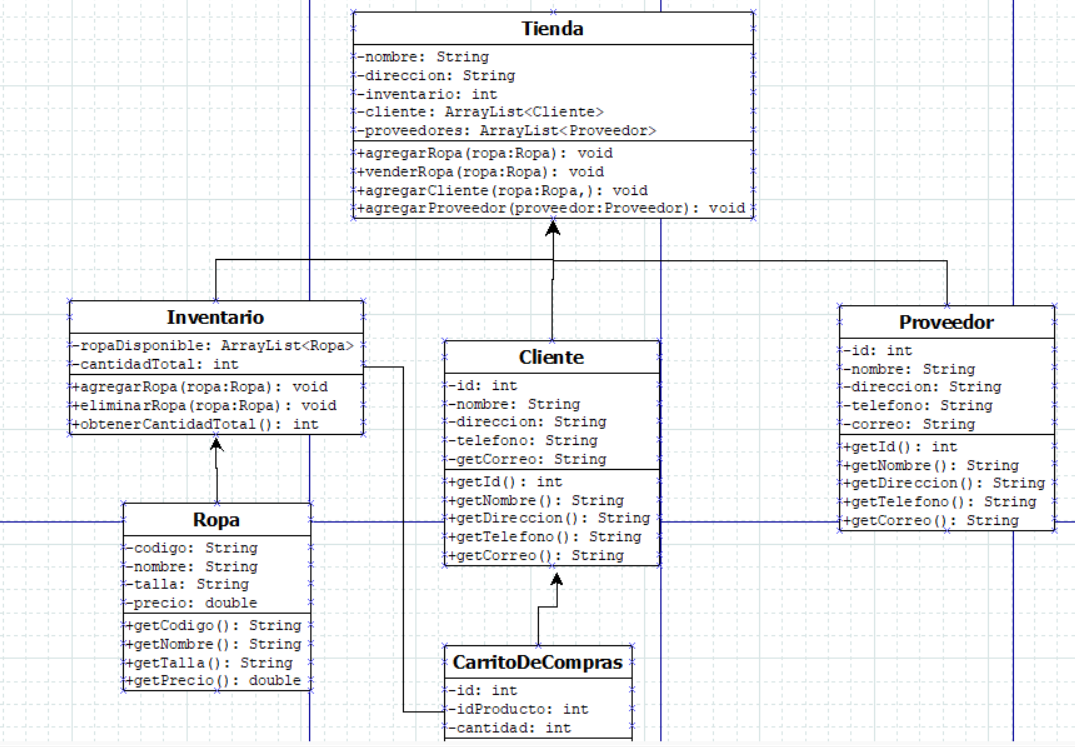 Tienda
-nombre: String
-direccion: String
-inventario: int
-cliente: ArrayList<Cliente>
-proveedores: ArrayList<Proveedor>
+agregarRopa(ropa:Ropa): void
+venderRopa(ropa:Ropa): void
+agregarCliente(ropa:Ropa,): void
+agregarProveedor(proveedor:Proveedor): void
Inventario
-ropaDisponible: ArrayList<Ropa>
-cantidadTotal: int
+agregarRopa(ropa:Ropa): void
+eliminarRopa(ropa:Ropa): void
+obtenerCantidadTotal(): int
Cliente
-id: int
-nombre: String
-direccion: String
-telefono: String
-getCorreo: String
+getId(): int
+getNombre(): String
+getDireccion(): String
+getTelefono(): String
+getCorreo(): String
Proveedor
-id: int
-nombre: String
-direccion: String
-telefono: String
-correo: String
+getId(): int
+getNombre(): String
+getDireccion(): String
+getTelefono(): String
+getCorreo(): String
Ropa
-codigo: String
-nombre: String
-talla: String
-precio: double
+getCodigo(): String
+getNombre(): String
+getTalla(): String
+getPrecio(): double
CarritoDeCompras
-id: int
-idProducto: int
-cantidad: int